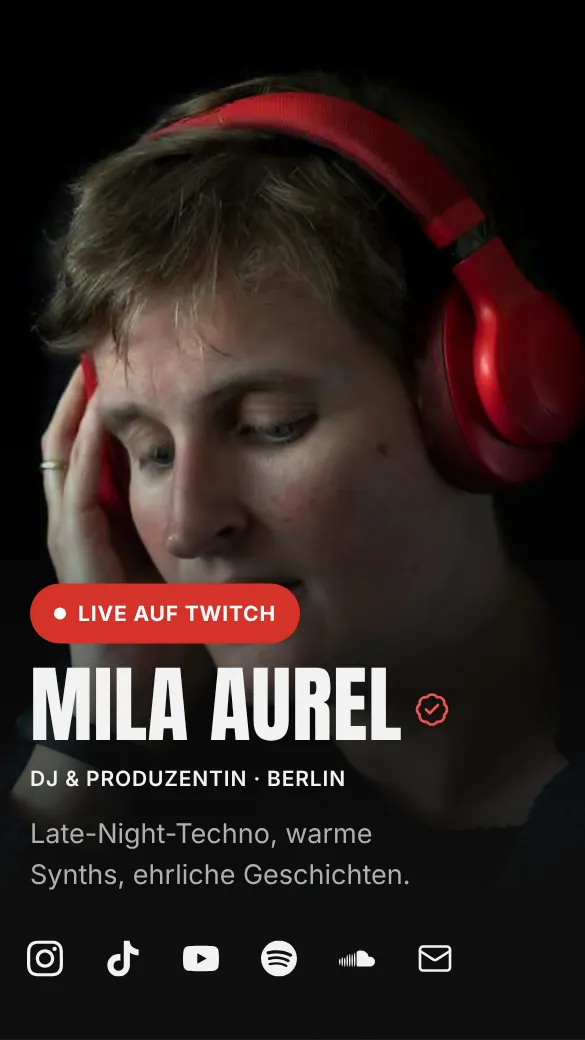 LIVE AUF TWITCH
MILA AUREL
DJ & PRODUZENTIN · BERLIN
Late-Night-Techno, warme
Synths, ehrliche Geschichten.